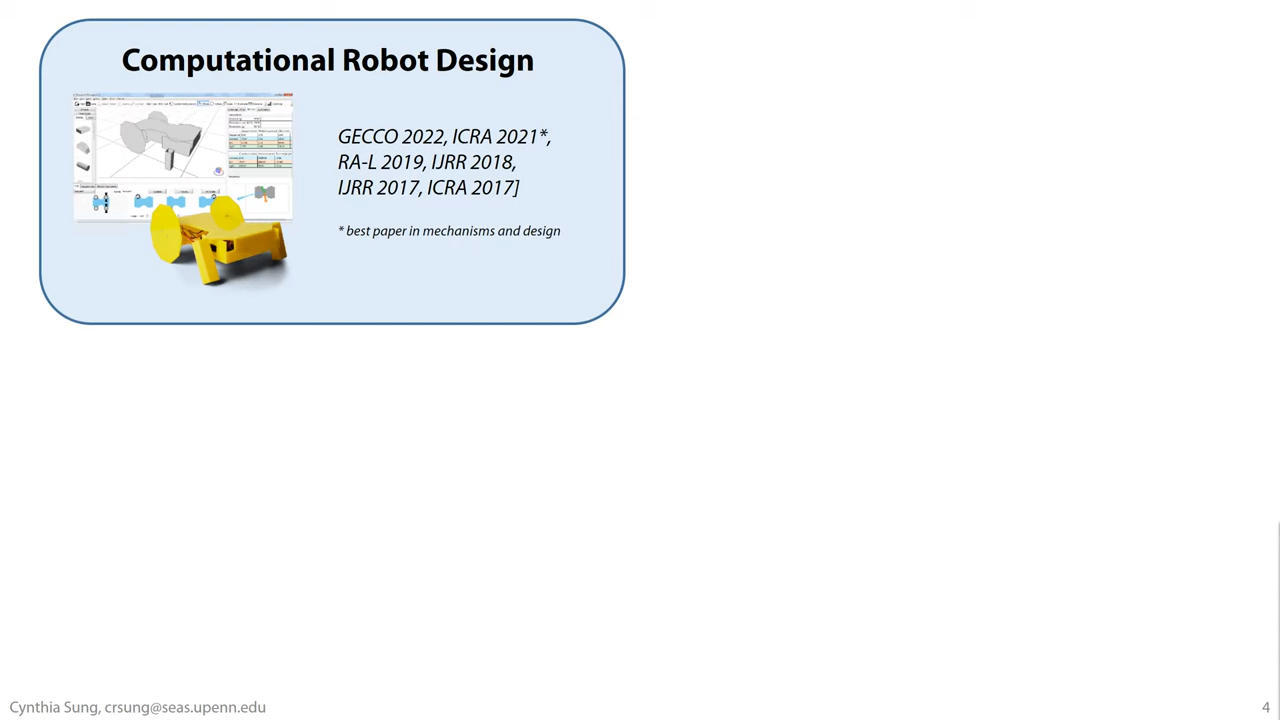 Computational Robot Design
GECCO 2022, ICRA 2021*,
RA-L 2019, IJRR 2018,
IJRR 2017, ICRA 2017]
* best paper in mechanisms and design
Cynthia Sung, crsung@seas.upenn.edu
4